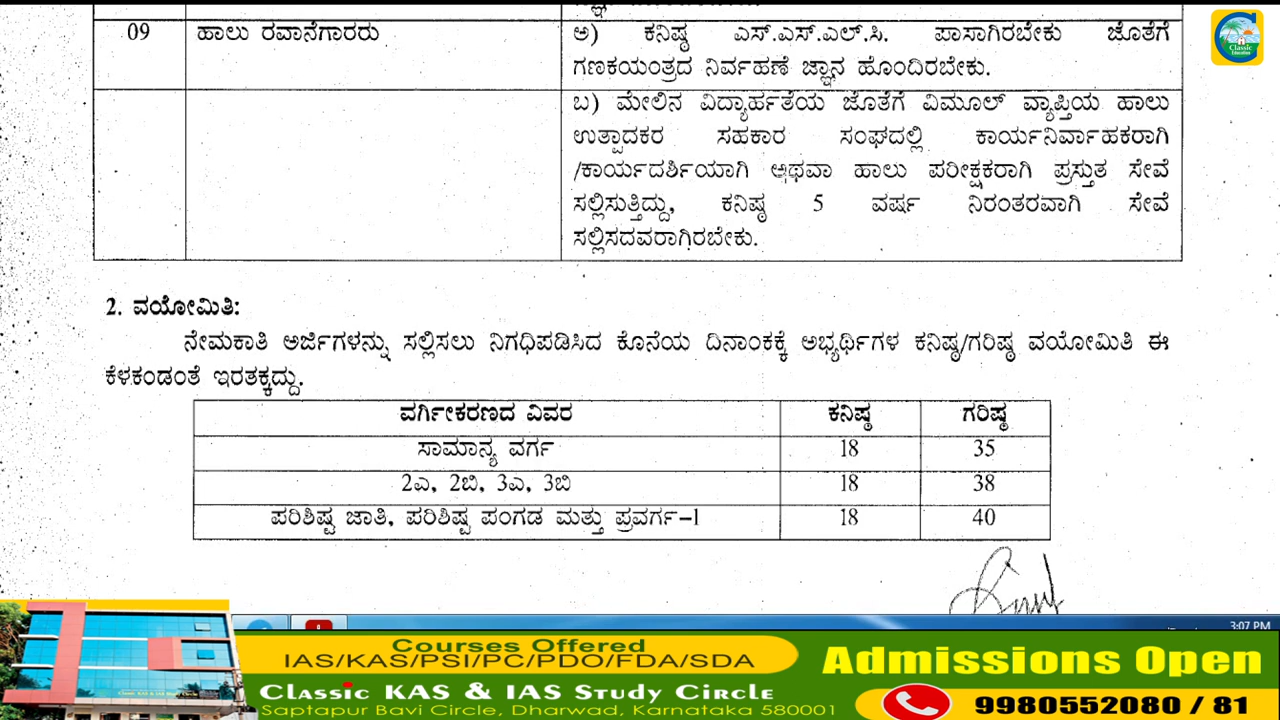 09 ಹಾಲು ರವಾನೆಗಾರರು ಅ) ಕನಿಷ್ಠ ಎಸ್.ಎಸ್.ಎಲ್.ಸಿ. ಪಾಸಾಗಿರಬೇಕು ಜೊತೆಗೆ
ಗಣಕಯಂತ್ರದ ನಿರ್ವಹಣೆ ಜ್ಞಾನ ಹೊಂದಿರಬೇಕು.
ಬ) ಮೇಲಿನ ವಿದ್ಯಾರ್ಹತೆಯ ಜೊತೆಗೆ ವಿಮೂಲ್ ವ್ಯಾಪ್ತಿಯ ಹಾಲು
ಉತ್ಪಾದಕರ ಸಹಕಾರ ಸಂಘದಲ್ಲಿ ಕಾರ್ಯನಿರ್ವಾಹಕರಾಗಿ
/ಕಾರ್ಯದರ್ಶಿಯಾಗಿ ಅಥವಾ ಹಾಲು ಪರೀಕ್ಷಕರಾಗಿ ಪ್ರಸ್ತುತ ಸೇವೆ
ಸಲ್ಲಿಸುತ್ತಿದ್ದು, ಕನಿಷ್ಠ 5 ವರ್ಷ ನಿರಂತರವಾಗಿ ಸೇವೆ
ಸಲ್ಲಿಸದವರಾಗಿರಬೇಕು.
2. ವಯೋಮಿತಿ:
ನೇಮಕಾತಿ ಅರ್ಜಿಗಳನ್ನು ಸಲ್ಲಿಸಲು ನಿಗಧಿಪಡಿಸಿದ ಕೊನೆಯ ದಿನಾಂಕಕ್ಕೆ ಅಭ್ಯರ್ಥಿಗಳ ಕನಿಷ್ಠ/ಗರಿಷ್ಠ ವಯೋಮಿತಿ ಈ
ಕೆಳಕಂಡಂತೆ ಇರತಕ್ಕದ್ದು.
ವರ್ಗೀಕರಣದ ವಿವರ ಕನಿಷ್ಠ ಗರಿಷ್ಠ
ಸಾಮಾನ್ಯ ವರ್ಗ 18 35
2ಎ, 2ಬಿ, 3ಎ, 3ಬಿ 18 38
ಪರಿಶಿಷ್ಟ ಜಾತಿ, ಪರಿಶಿಷ್ಟ ಪಂಗಡ ಮತ್ತು ಪ್ರವರ್ಗ-1 18 40
Classic
Education
3:07 PM
Courses Offered
IAS/KAS/PSI/PC/PDO/FDA/SDA
Classic KAS & IAS Study Circle
Saptapur Bavi Circle, Dharwad, Karnataka 580001
Admissions Open
9980552080 / 81